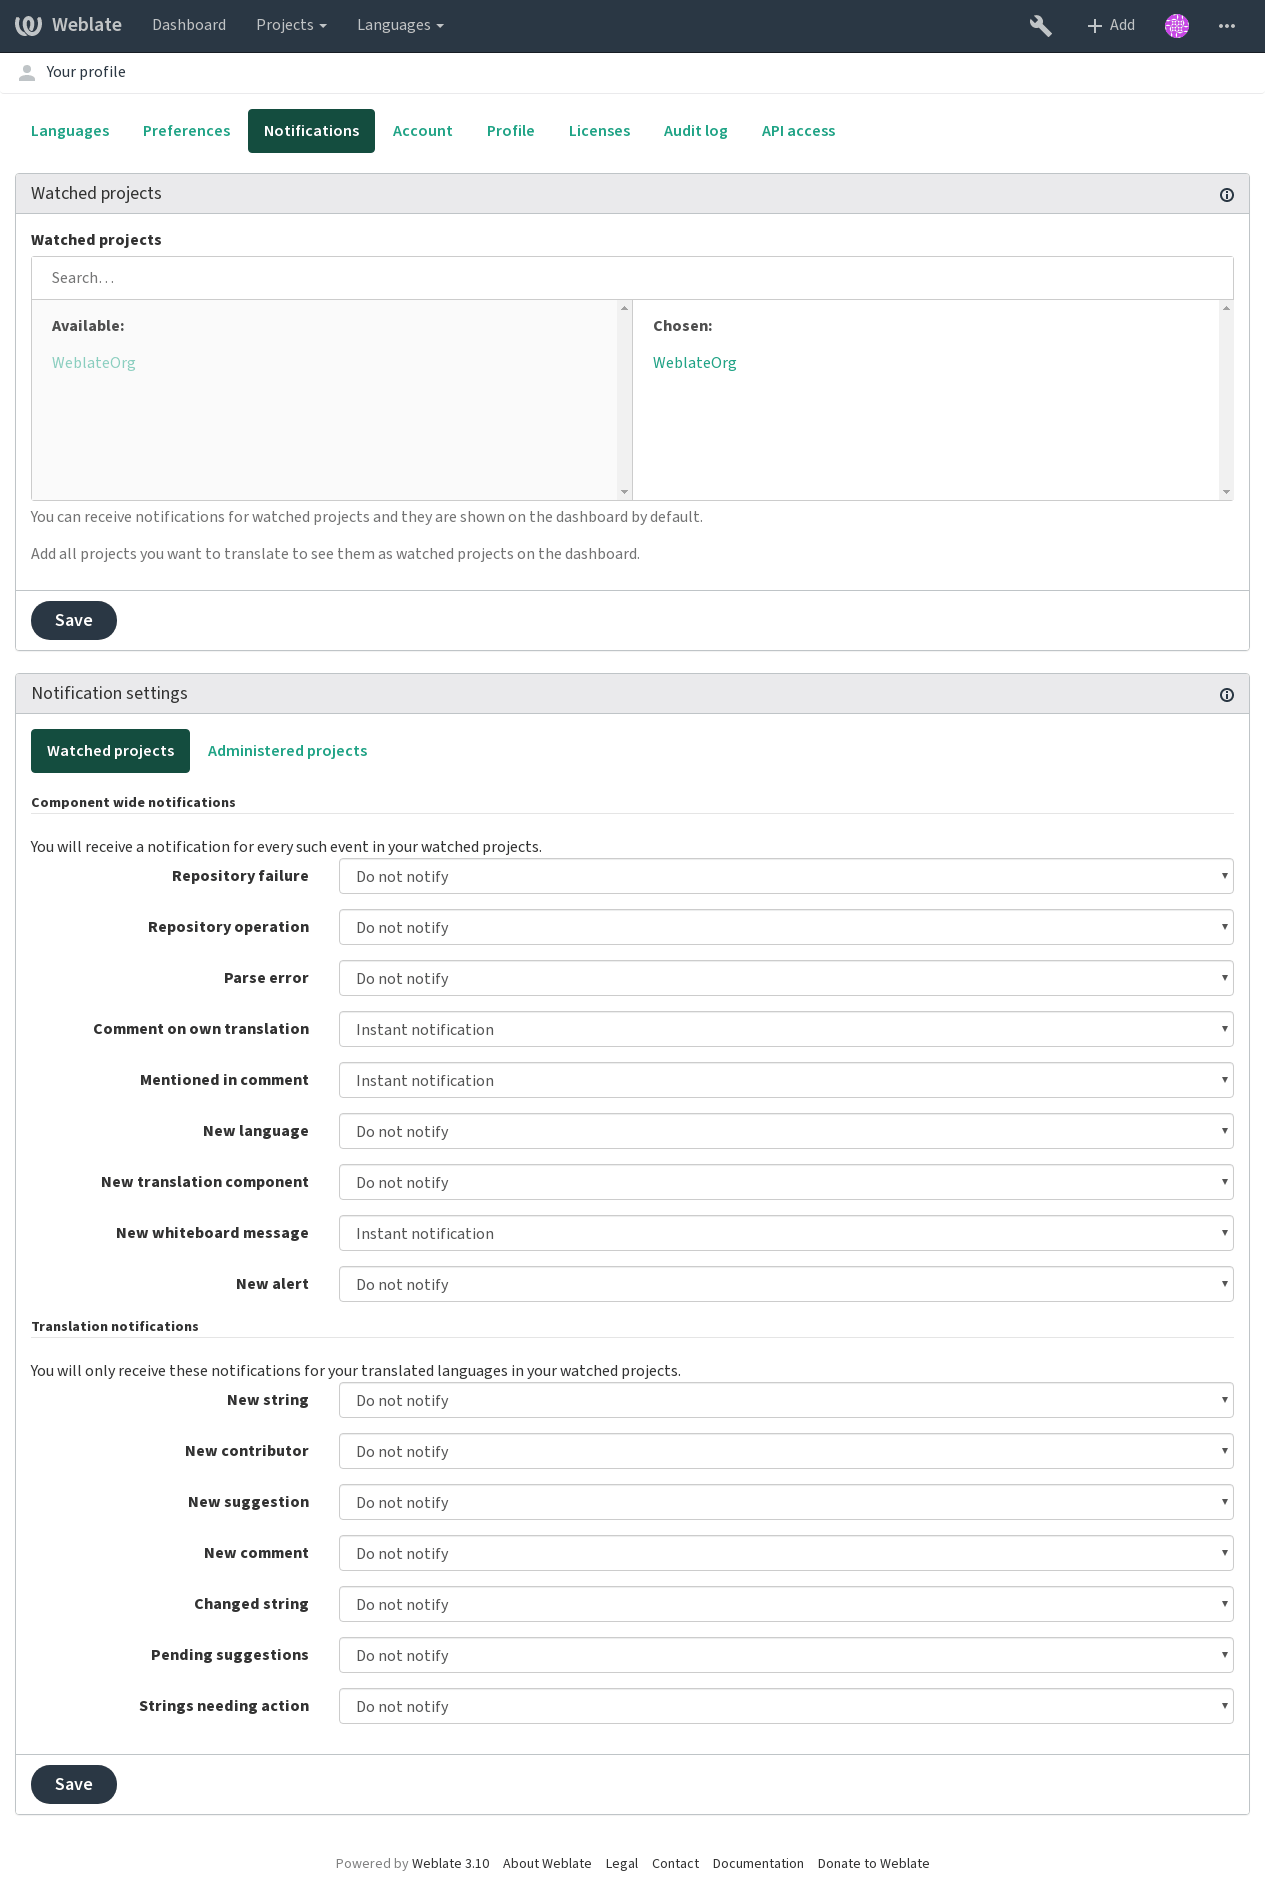 Weblate Dashboard Projects Languages Add
Your profile
Languages Preferences Notifications Account Profile Licenses Audit log API access
Watched projects
Watched projects
Search…
Available: Chosen:
WeblateOrg WeblateOrg
You can receive notifications for watched projects and they are shown on the dashboard by default.
Add all projects you want to translate to see them as watched projects on the dashboard.
Save
Notification settings
Watched projects Administered projects
Component wide notifications
You will receive a notification for every such event in your watched projects.
Repository failure Do not notify
Repository operation Do not notify
Parse error Do not notify
Comment on own translation Instant notification
Mentioned in comment Instant notification
New language Do not notify
New translation component Do not notify
New whiteboard message Instant notification
New alert Do not notify
Translation notifications
You will only receive these notifications for your translated languages in your watched projects.
New string Do not notify
New contributor Do not notify
New suggestion Do not notify
New comment Do not notify
Changed string Do not notify
Pending suggestions Do not notify
Strings needing action Do not notify
Save
Powered by Weblate 3.10 About Weblate Legal Contact Documentation Donate to Weblate